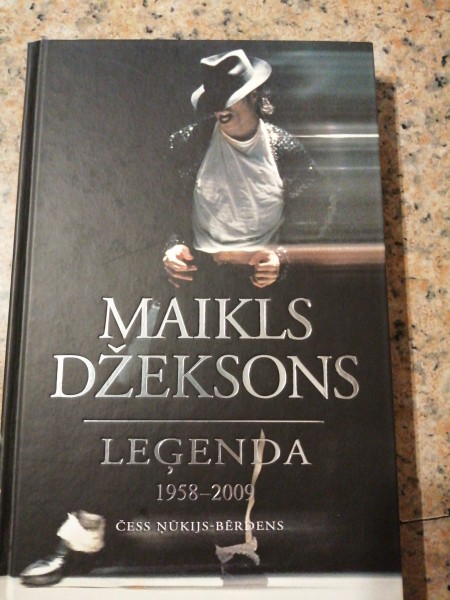 MAIKLS
DŽEKSONS
LEĢENDA
1958–2009
ČESS ŅŪKIJS-BĒRDENS